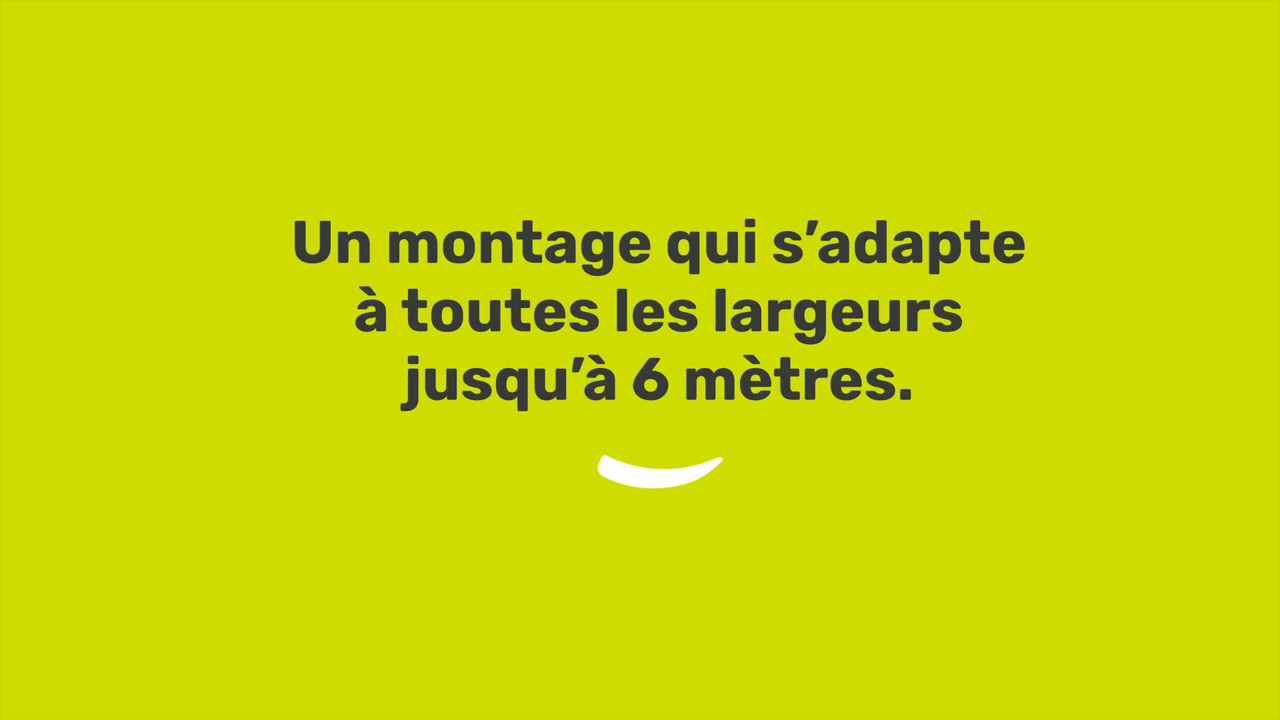 Un montage qui s’adapte
à toutes les largeurs
jusqu’à 6 mètres.